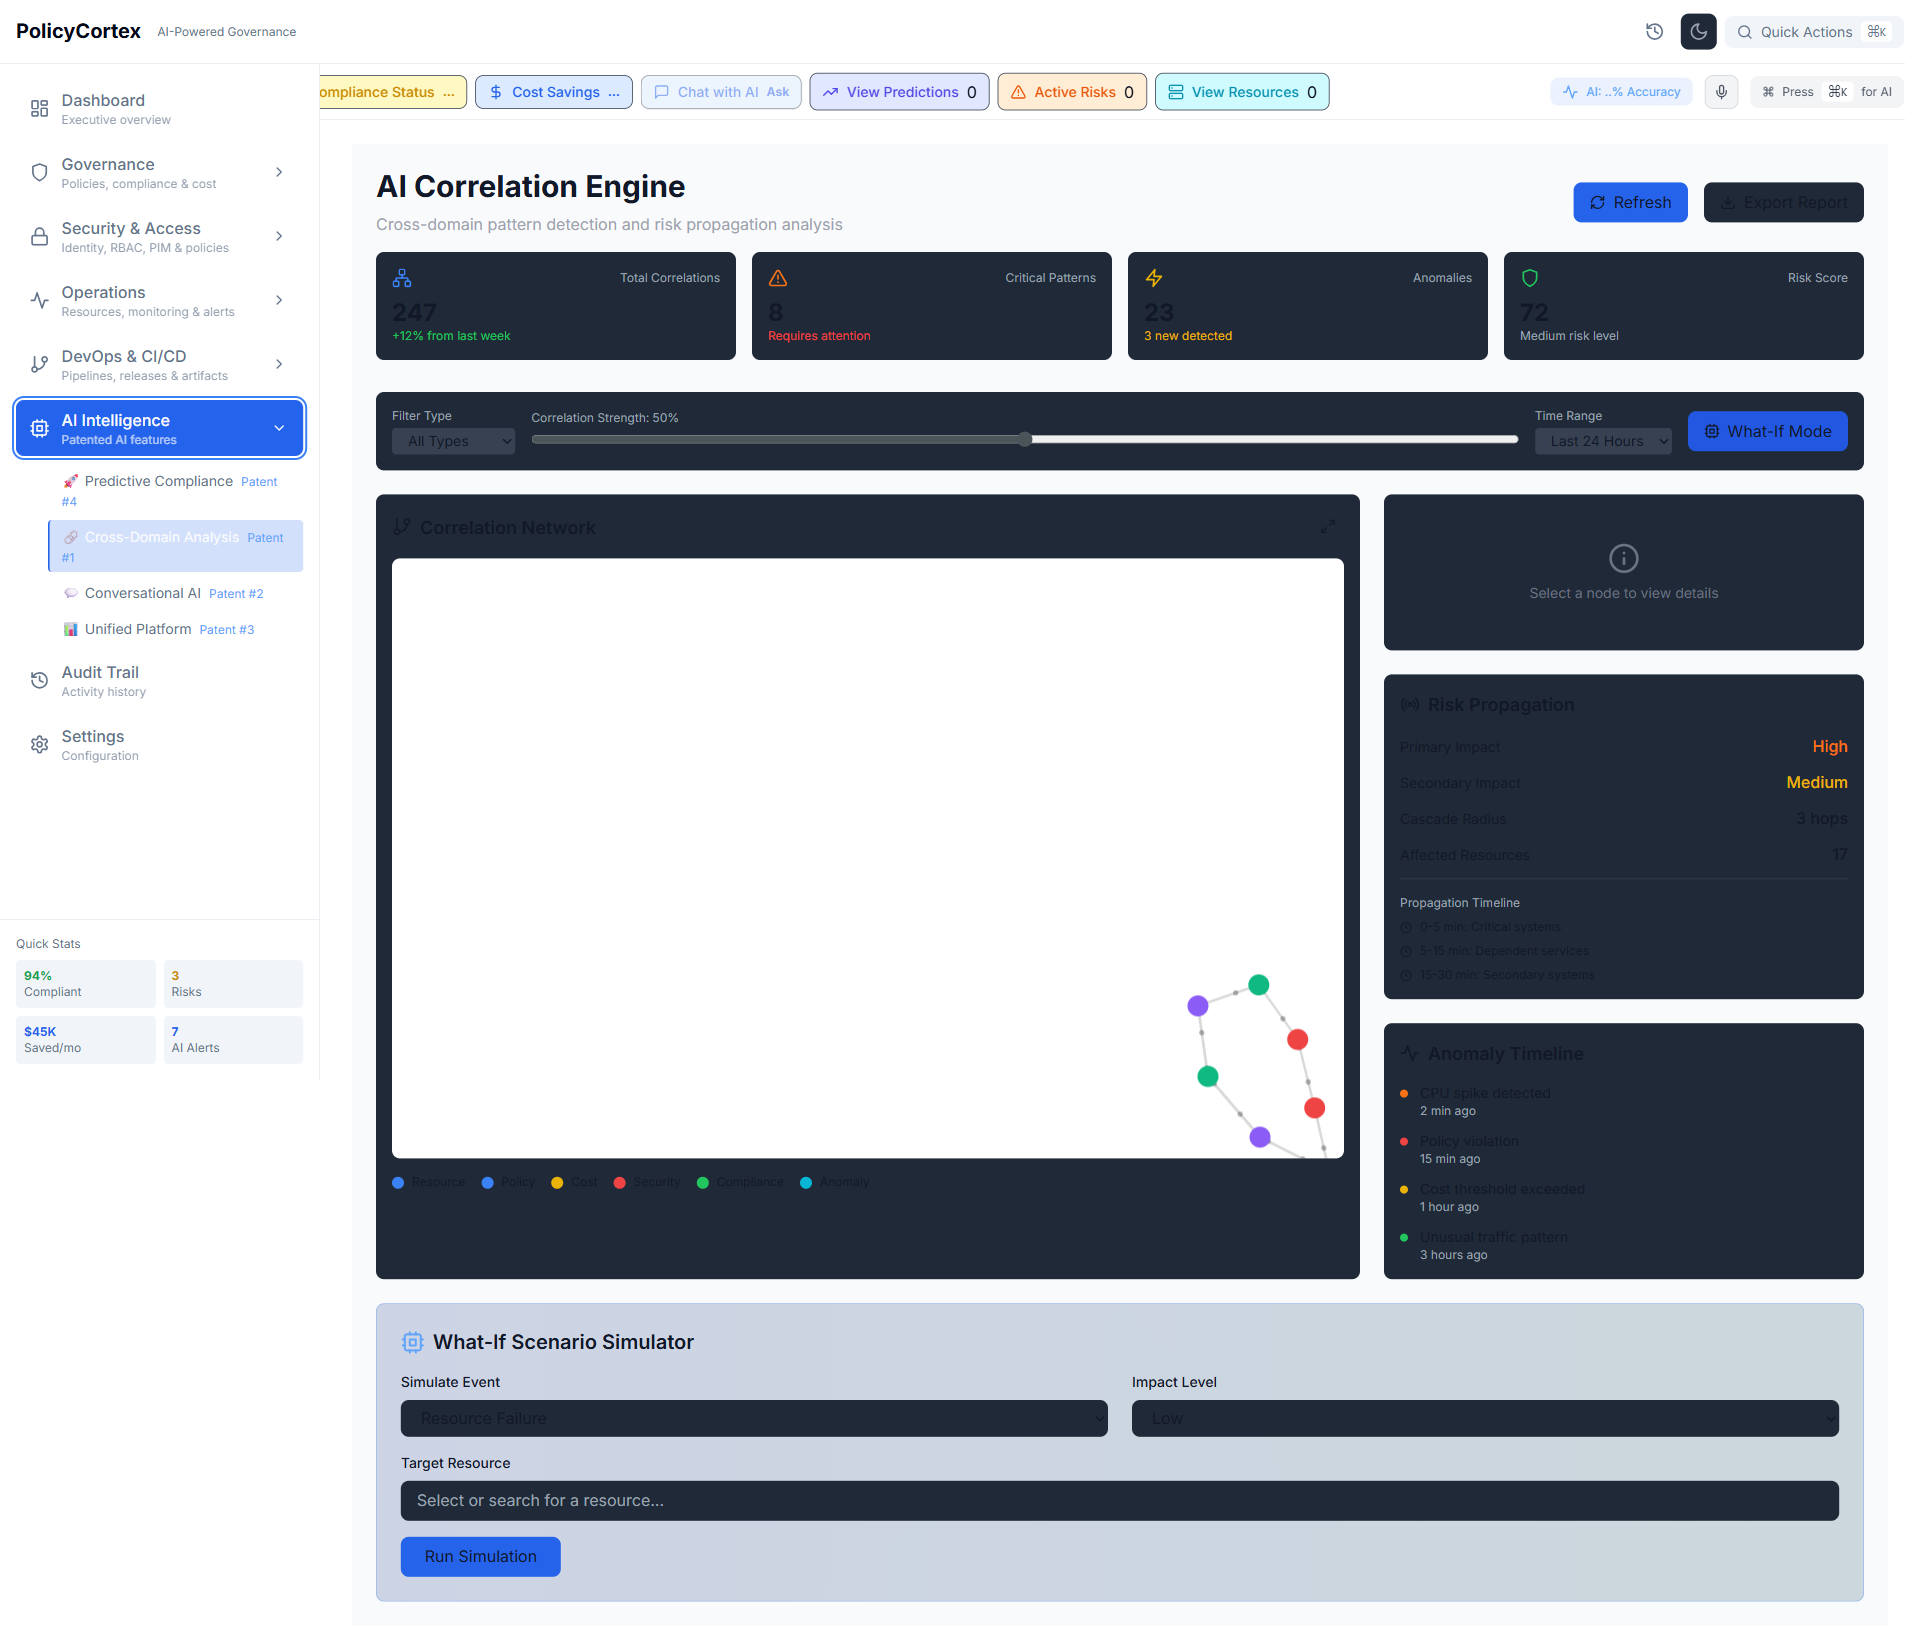 PolicyCortex AI-Powered Governance
Quick Actions ⌘K
Dashboard
Executive overview
Governance
Policies, compliance & cost
Security & Access
Identity, RBAC, PIM & policies
Operations
Resources, monitoring & alerts
DevOps & CI/CD
Pipelines, releases & artifacts
AI Intelligence
Patented AI features
Predictive Compliance Patent
#4
Cross-Domain Analysis Patent
#1
Conversational AI Patent #2
Unified Platform Patent #3
Audit Trail
Activity history
Settings
Configuration
Quick Stats
94%
Compliant
3
Risks
$45K
Saved/mo
7
AI Alerts
ompliance Status ...
Cost Savings ...
Chat with AI Ask
View Predictions 0
Active Risks 0
View Resources 0
AI: ..% Accuracy
⌘ Press ⌘K for AI
AI Correlation Engine
Cross-domain pattern detection and risk propagation analysis
Refresh
Export Report
Total Correlations
247
+12% from last week
Critical Patterns
8
Requires attention
Anomalies
23
3 new detected
Risk Score
72
Medium risk level
Filter Type
All Types
Correlation Strength: 50%
Time Range
Last 24 Hours
What-If Mode
Correlation Network
Resource Policy Cost Security Compliance Anomaly
Select a node to view details
Risk Propagation
Primary Impact High
Secondary Impact Medium
Cascade Radius 3 hops
Affected Resources 17
Propagation Timeline
0-5 min: Critical systems
5-15 min: Dependent services
15-30 min: Secondary systems
Anomaly Timeline
CPU spike detected
2 min ago
Policy violation
15 min ago
Cost threshold exceeded
1 hour ago
Unusual traffic pattern
3 hours ago
What-If Scenario Simulator
Simulate Event
Resource Failure
Impact Level
Low
Target Resource
Select or search for a resource...
Run Simulation